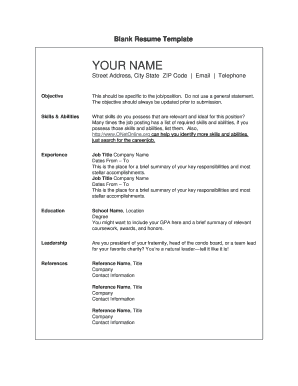 Blank Resume Template
YOUR NAME
Street Address, City State ZIP Code | Email | Telephone
Objective
This should be specific to the job/position. Do not use a general statement.
The objective should always be updated prior to submission.
Skills & Abilities
What skills do you possess that are relevant and ideal for this position?
Many times the job posting has a list of required skills and abilities, if you
possess those skills and abilities, list them. Also,
http://www.ONetOnline.org can help you identify more skills and abilities,
just search for the career/job.
Experience
Job Title Company Name
Dates From – To
This is the place for a brief summary of your key responsibilities and most
stellar accomplishments.
Job Title Company Name
Dates From – To
This is the place for a brief summary of your key responsibilities and most
stellar accomplishments.
Education
School Name, Location
Degree
You might want to include your GPA here and a brief summary of relevant
coursework, awards, and honors.
Leadership
Are you president of your fraternity, head of the condo board, or a team lead
for your favorite charity? You're a natural leader—tell it like it is!
References
Reference Name, Title
Company
Contact Information
Reference Name, Title
Company
Contact Information
Reference Name, Title
Company
Contact Information